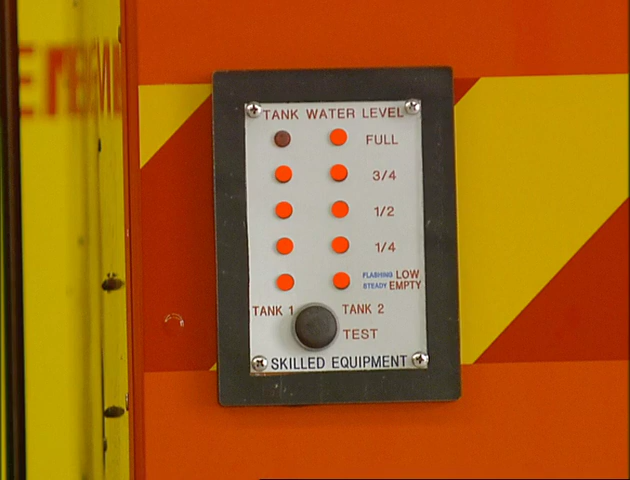 TANK WATER LEVEL
FULL
3/4
1/2
1/4
FLASHING LOW
STEADY EMPTY
TANK 1 TANK 2
TEST
SKILLED EQUIPMENT